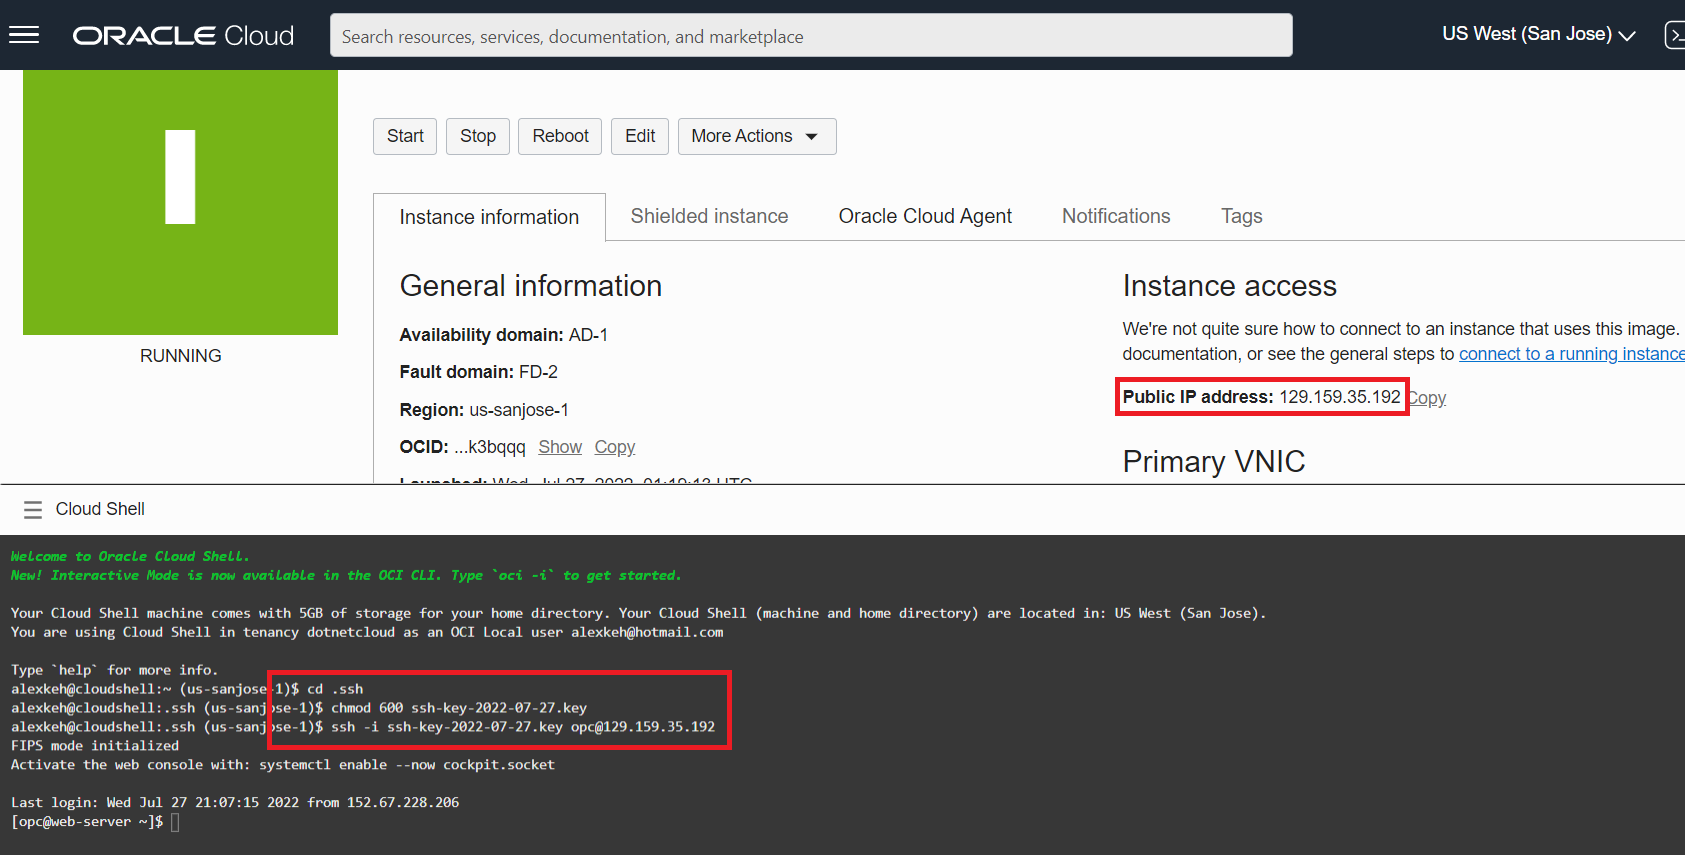 ORACLE Cloud
Search resources, services, documentation, and marketplace
US West (San Jose)
RUNNING
Start
Stop
Reboot
Edit
More Actions
Instance information
Shielded instance
Oracle Cloud Agent
Notifications
Tags
General information
Availability domain: AD-1
Fault domain: FD-2
Region: us-sanjose-1
OCID: ...k3bqqq Show Copy
Launched: Wed, Jul 27, 2022, 01:19:13 UTC
Instance access
We're not quite sure how to connect to an instance that uses this image.
documentation, or see the general steps to connect to a running instance
Public IP address: 129.159.35.192 Copy
Primary VNIC
Cloud Shell
Welcome to Oracle Cloud Shell.
New! Interactive Mode is now available in the OCI CLI. Type `oci -i` to get started.
Your Cloud Shell machine comes with 5GB of storage for your home directory. Your Cloud Shell (machine and home directory) are located in: US West (San Jose).
You are using Cloud Shell in tenancy dotnetcloud as an OCI Local user alexkeh@hotmail.com
Type `help` for more info.
alexkeh@cloudshell:~ (us-sanjose-1)$ cd .ssh
alexkeh@cloudshell:.ssh (us-sanjose-1)$ chmod 600 ssh-key-2022-07-27.key
alexkeh@cloudshell:.ssh (us-sanjose-1)$ ssh -i ssh-key-2022-07-27.key opc@129.159.35.192
FIPS mode initialized
Activate the web console with: systemctl enable --now cockpit.socket
Last login: Wed Jul 27 21:07:15 2022 from 152.67.228.206
[opc@web-server ~]$